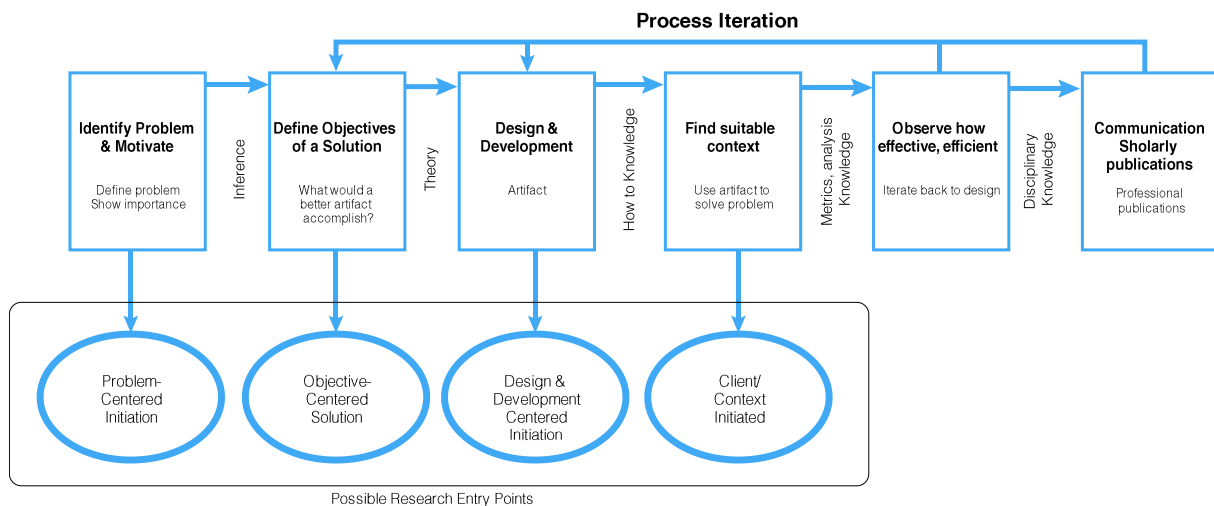 Process Iteration
Identify Problem
& Motivate
Define problem
Show importance
Inference
Define Objectives
of a Solution
What would a
better artifact
accomplish?
Theory
Design &
Development
Artifact
How to Knowledge
Find suitable
context
Use artifact to
solve problem
Metrics, analysis
Knowledge
Observe how
effective, efficient
Iterate back to design
Disciplinary
Knowledge
Communication
Sholarly
publications
Professional
publications
Problem-
Centered
Initiation
Objective-
Centered
Solution
Design &
Development
Centered
Initiation
Client/
Context
Initiated
Possible Research Entry Points